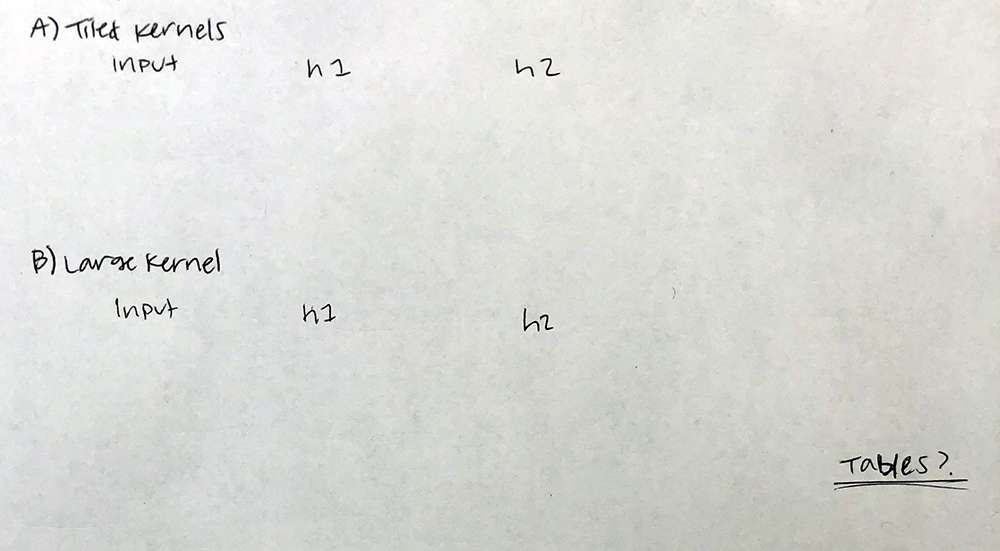 A) Tiled Kernels
Input h1 h2
B) Large Kernel
Input h1 h2
Tables?